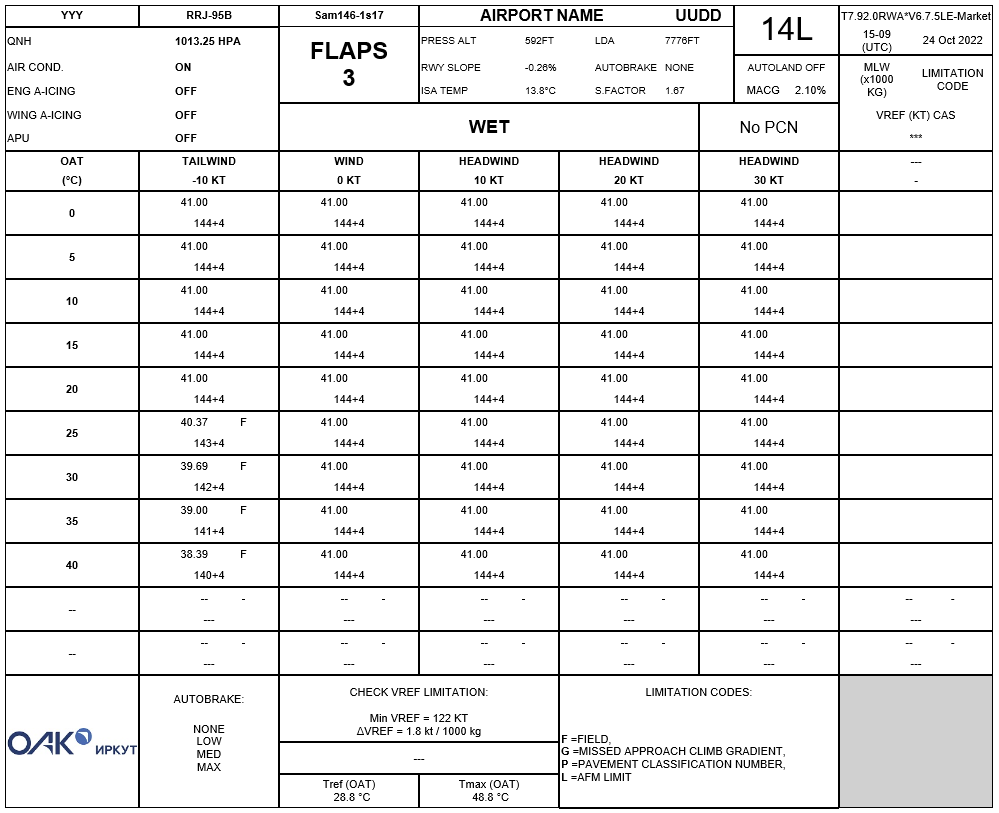 YYY RRJ-95B Sam146-1s17 AIRPORT NAME UUDD 14L T7.92.0RWA*V6.7.5LE-Market
QNH 1013.25 HPA FLAPS 3 PRESS ALT 592FT LDA 7776FT 15-09 (UTC) 24 Oct 2022
AIR COND. ON RWY SLOPE -0.26% AUTOBRAKE NONE AUTOLAND OFF MLW (x1000 KG) LIMITATION CODE
ENG A-ICING OFF ISA TEMP 13.8°C S.FACTOR 1.67 MACG 2.10%
WING A-ICING OFF WET No PCN VREF (KT) CAS
APU OFF ***
OAT TAILWIND WIND HEADWIND HEADWIND HEADWIND ---
(°C) -10 KT 0 KT 10 KT 20 KT 30 KT -
0 41.00 41.00 41.00 41.00 41.00
144+4 144+4 144+4 144+4 144+4
5 41.00 41.00 41.00 41.00 41.00
144+4 144+4 144+4 144+4 144+4
10 41.00 41.00 41.00 41.00 41.00
144+4 144+4 144+4 144+4 144+4
15 41.00 41.00 41.00 41.00 41.00
144+4 144+4 144+4 144+4 144+4
20 41.00 41.00 41.00 41.00 41.00
144+4 144+4 144+4 144+4 144+4
25 40.37 F 41.00 41.00 41.00 41.00
143+4 144+4 144+4 144+4 144+4
30 39.69 F 41.00 41.00 41.00 41.00
142+4 144+4 144+4 144+4 144+4
35 39.00 F 41.00 41.00 41.00 41.00
141+4 144+4 144+4 144+4 144+4
40 38.39 F 41.00 41.00 41.00 41.00
140+4 144+4 144+4 144+4 144+4
-- -- - -- - -- - -- - -- - -- -
--- --- --- --- --- ---
-- -- - -- - -- - -- - -- - -- -
--- --- --- --- --- ---
ОАК ИРКУТ
AUTOBRAKE:
NONE
LOW
MED
MAX
CHECK VREF LIMITATION:
Min VREF = 122 KT
ΔVREF = 1.8 kt / 1000 kg
---
Tref (OAT) Tmax (OAT)
28.8 °C 48.8 °C
LIMITATION CODES:
F =FIELD,
G =MISSED APPROACH CLIMB GRADIENT,
P =PAVEMENT CLASSIFICATION NUMBER,
L =AFM LIMIT